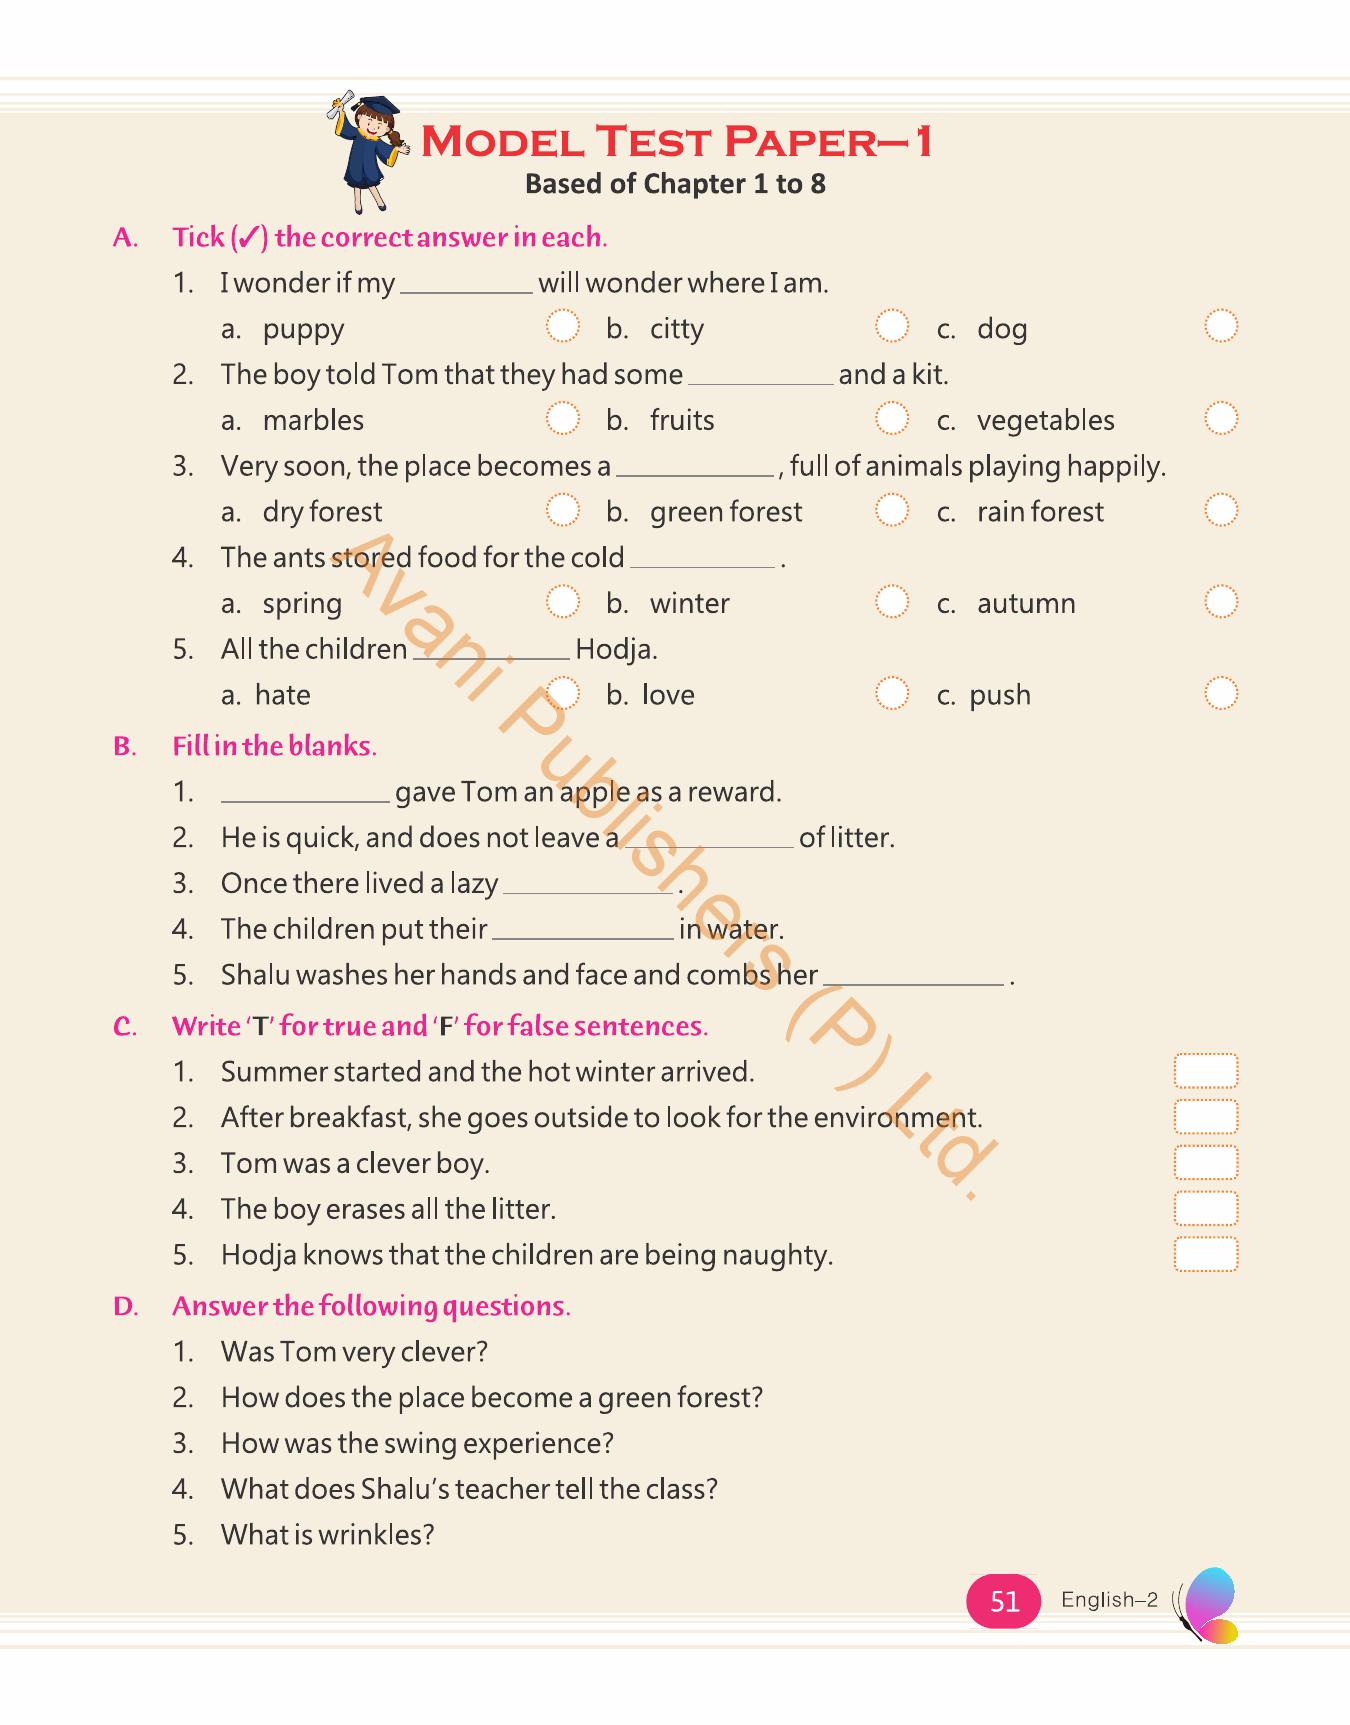 MODEL TEST PAPER–1
Based of Chapter 1 to 8
A. Tick (✓) the correct answer in each.
1. I wonder if my __________ will wonder where I am.
a. puppy b. citty c. dog
2. The boy told Tom that they had some __________ and a kit.
a. marbles b. fruits c. vegetables
3. Very soon, the place becomes a __________ , full of animals playing happily.
a. dry forest b. green forest c. rain forest
4. The ants stored food for the cold __________ .
a. spring b. winter c. autumn
5. All the children __________ Hodja.
a. hate b. love c. push
B. Fill in the blanks.
1. __________ gave Tom an apple as a reward.
2. He is quick, and does not leave a __________ of litter.
3. Once there lived a lazy __________ .
4. The children put their __________ in water.
5. Shalu washes her hands and face and combs her __________ .
C. Write ‘T’ for true and ‘F’ for false sentences.
1. Summer started and the hot winter arrived.
2. After breakfast, she goes outside to look for the environment.
3. Tom was a clever boy.
4. The boy erases all the litter.
5. Hodja knows that the children are being naughty.
D. Answer the following questions.
1. Was Tom very clever?
2. How does the place become a green forest?
3. How was the swing experience?
4. What does Shalu’s teacher tell the class?
5. What is wrinkles?
51 English–2
Avani Publishers (P) Ltd.